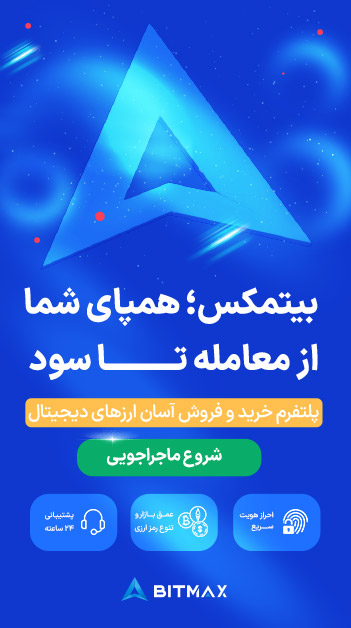 بیتمکس؛ همپای شما
از معامله تـــــا سود
پلتفرم خرید و فروش آسان ارزهای دیجیتال
شروع ماجراجویی
احراز هویت
سریع
عمق بازار و
تنوع رمز ارزی
پشتیبانی
۲۴ ساعته
BITMAX